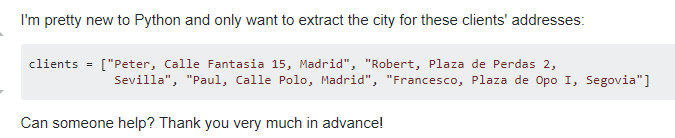 I'm pretty new to Python and only want to extract the city for these clients' addresses:
clients = ["Peter, Calle Fantasia 15, Madrid", "Robert, Plaza de Perdas 2,
Sevilla", "Paul, Calle Polo, Madrid", "Francesco, Plaza de Opo I, Segovia"]
Can someone help? Thank you very much in advance!